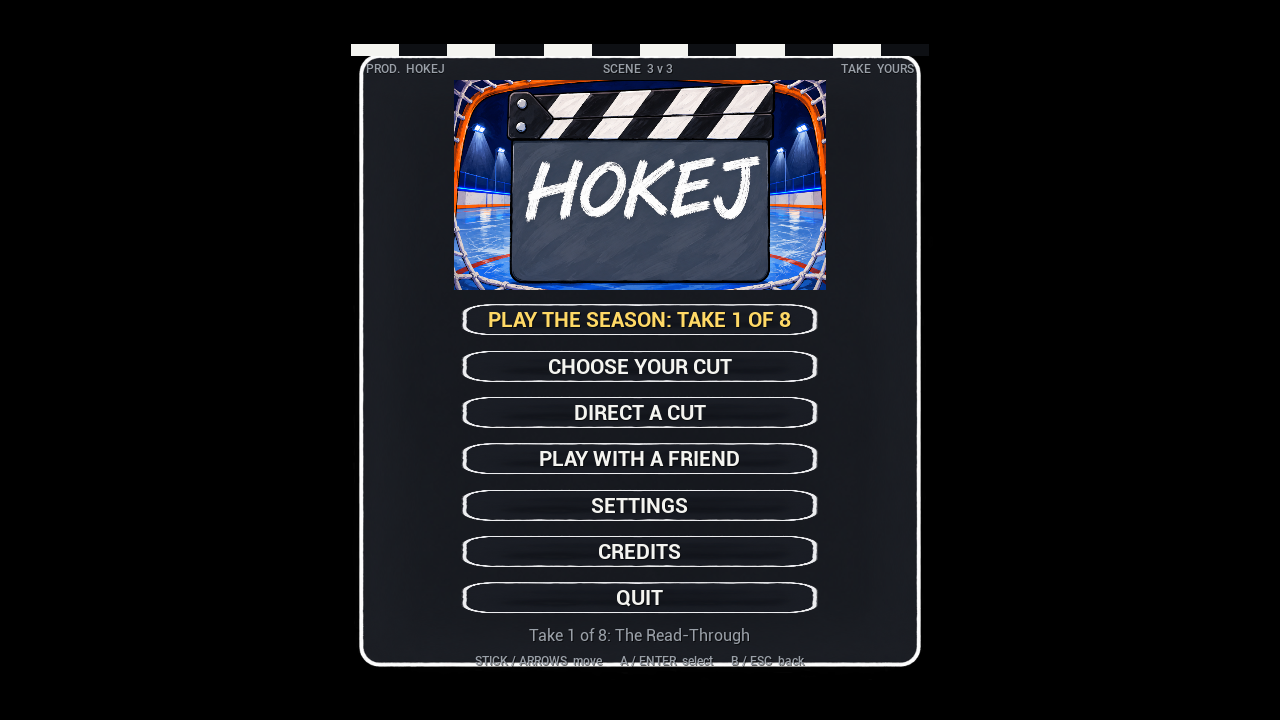 PROD. HOKEJ SCENE 3 v 3 TAKE YOURS
HOKEJ
PLAY THE SEASON: TAKE 1 OF 8
CHOOSE YOUR CUT
DIRECT A CUT
PLAY WITH A FRIEND
SETTINGS
CREDITS
QUIT
Take 1 of 8: The Read-Through
STICK / ARROWS move A / ENTER select B / ESC back